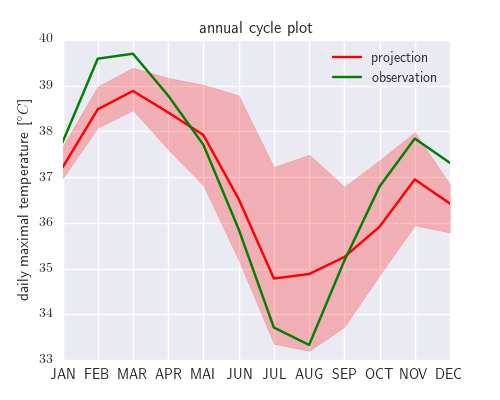 annual cycle plot
projection
observation
daily maximal temperature [°C]
40
39
38
37
36
35
34
33
JAN FEB MAR APR MAI JUN JUL AUG SEP OCT NOV DEC